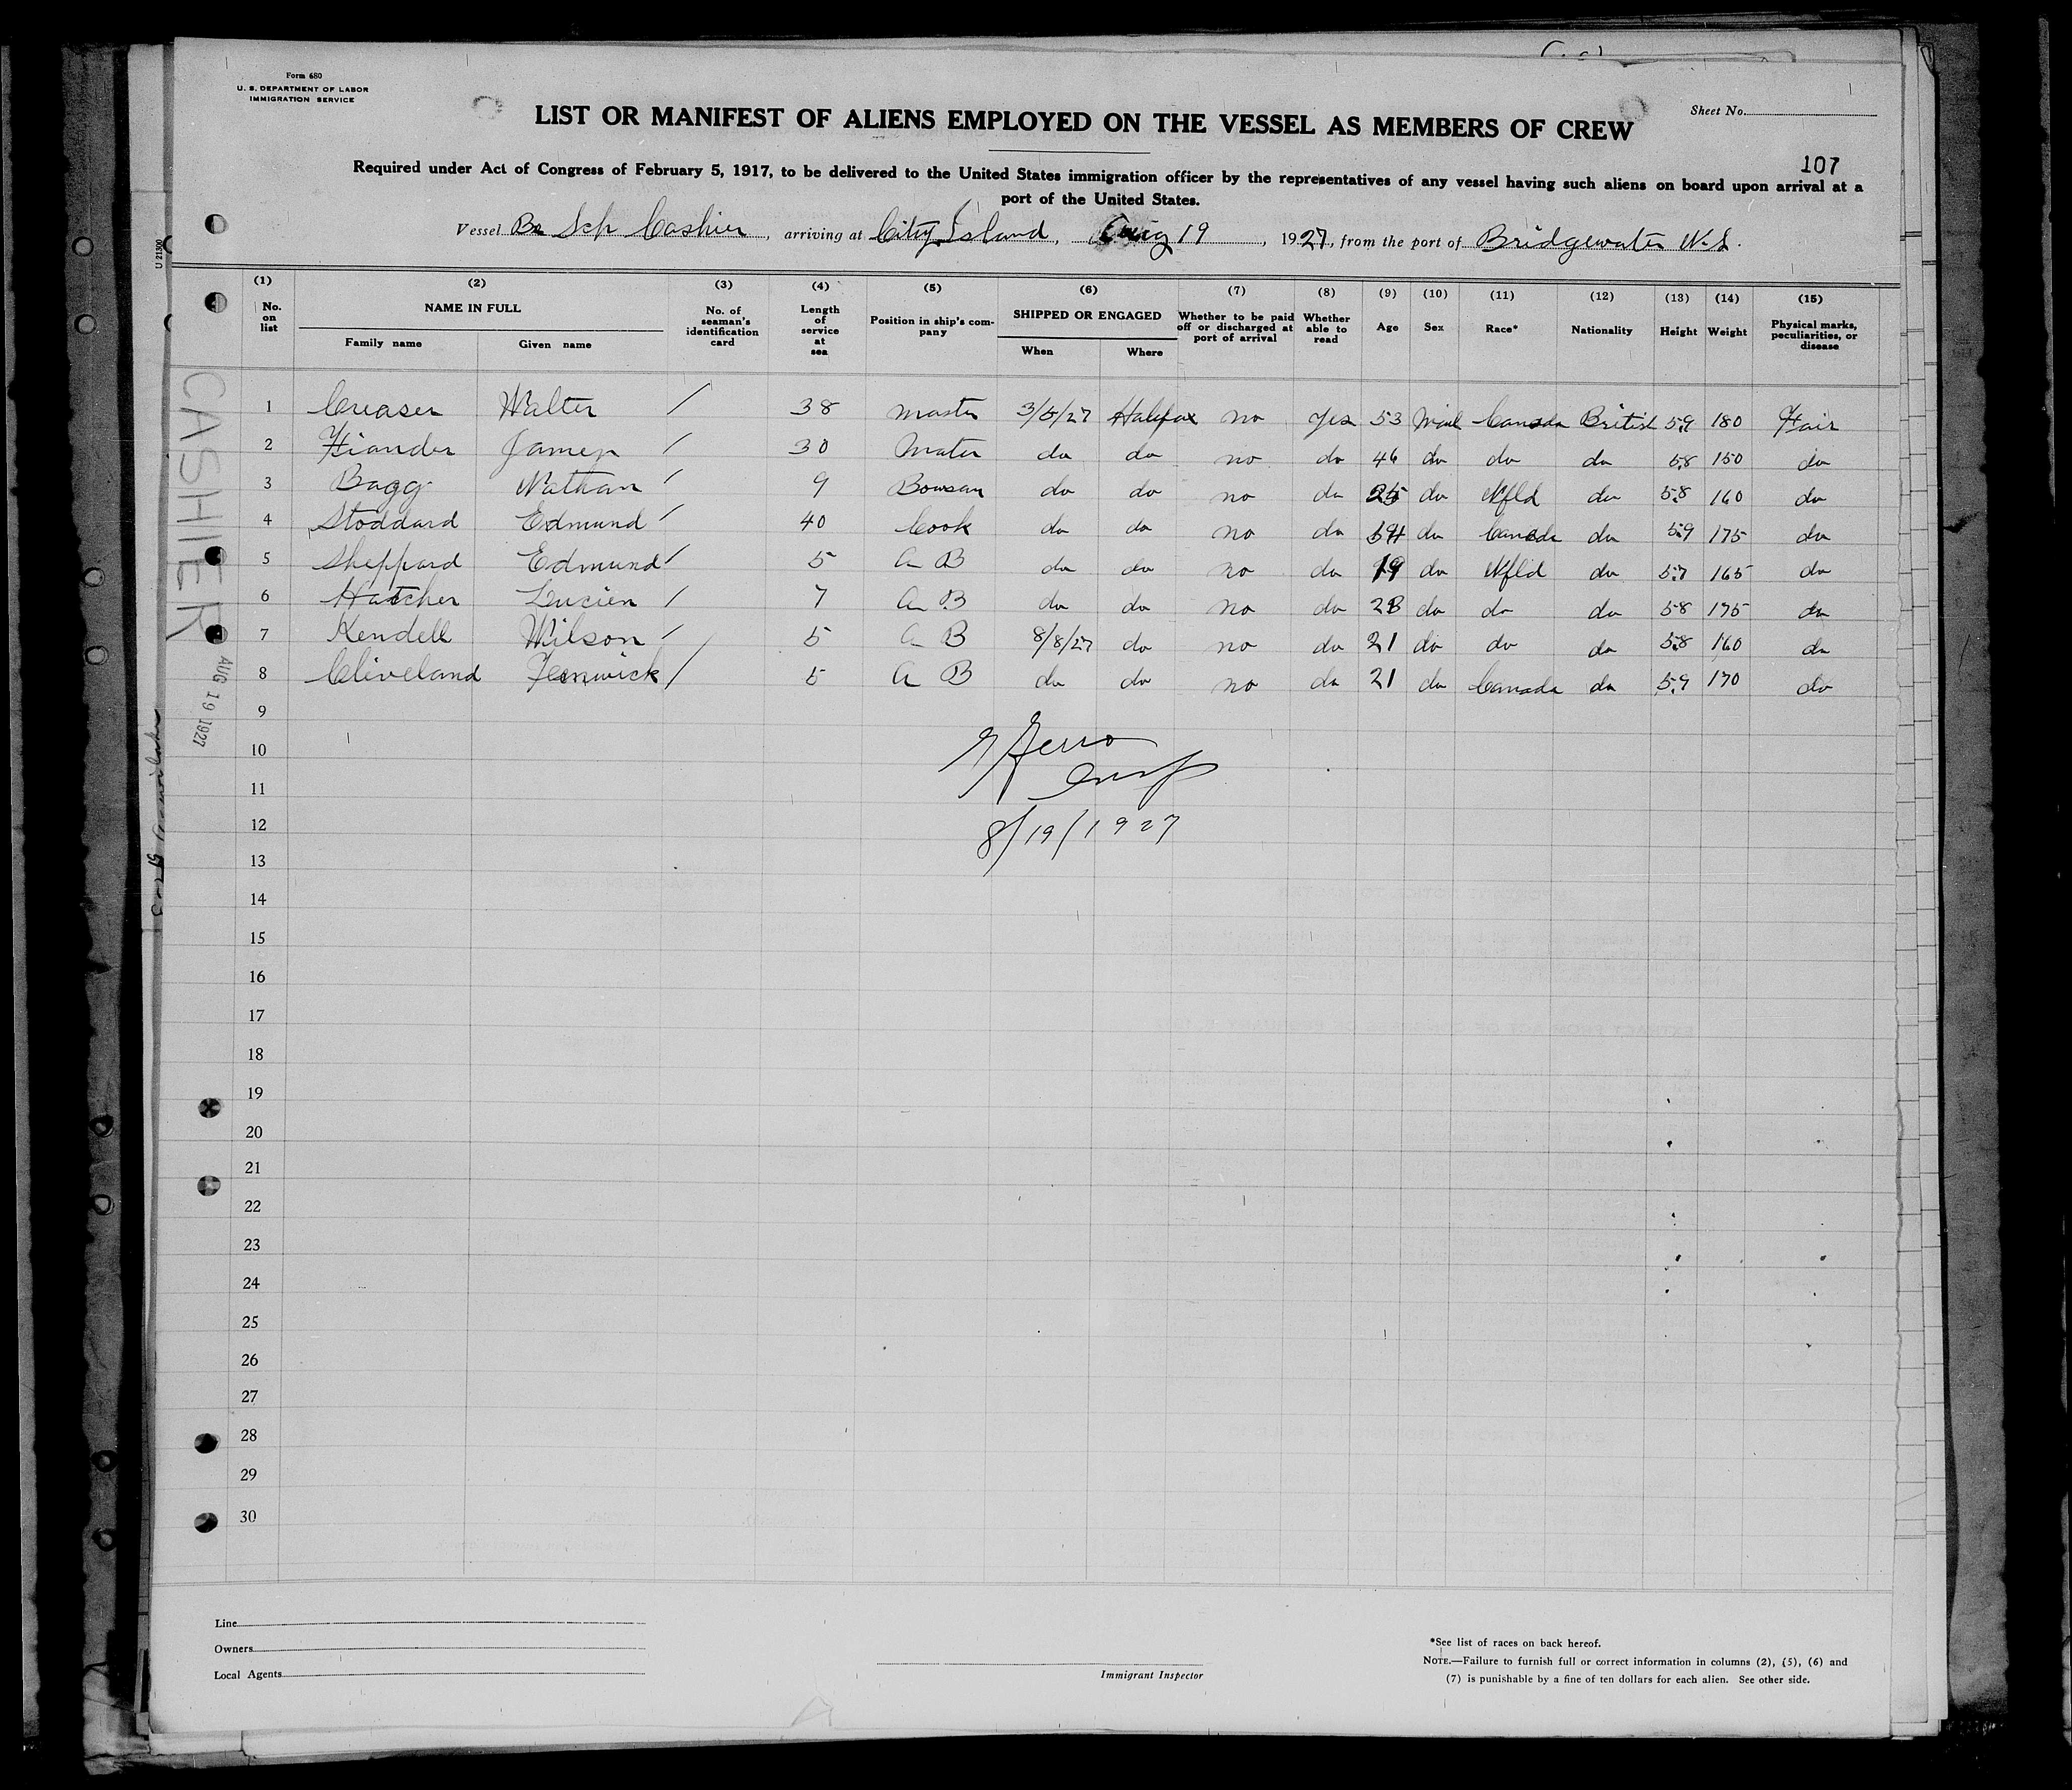 Form 680
U. S. DEPARTMENT OF LABOR
IMMIGRATION SERVICE
Sheet No.
LIST OR MANIFEST OF ALIENS EMPLOYED ON THE VESSEL AS MEMBERS OF CREW
107
Required under Act of Congress of February 5, 1917, to be delivered to the United States immigration officer by the representatives of any vessel having such aliens on board upon arrival at a
port of the United States.
Vessel Br Sch Cashier, arriving at City Island, Aug 19, 1927, from the port of Bridgewater N.S.
U 21300
(1) (2) (3) (4) (5) (6) (7) (8) (9) (10) (11) (12) (13) (14) (15)
No. on list NAME IN FULL No. of seaman's identification card Length of service at sea Position in ship's company SHIPPED OR ENGAGED Whether to be paid off or discharged at port of arrival Whether able to read Age Sex Race* Nationality Height Weight Physical marks, peculiarities, or disease
Family name Given name When Where
1 Creaser Walter / 38 Master 3/5/27 Halifax no Yes 53 Male Canada British 5.9 180 Fair
2 Fiander James / 30 Mate do do no do 46 do do do 5.8 150 do
3 Bagg Nathan / 9 Bowsan do do no do 25 do Nfld do 5.8 160 do
4 Stoddard Edmund / 40 Cook do do no do 54 do Canada do 5.9 175 do
5 Sheppard Edmund / 5 A B do do no do 19 do Nfld do 5.7 165 do
6 Hatcher Lucien / 7 A B do do no do 23 do do do 5.8 175 do
7 Kendell Wilson / 5 A B 8/8/27 do no do 21 do do do 5.8 160 do
8 Cleveland Fenwick / 5 A B do do no do 21 do Canada do 5.9 170 do
CASHIER
AUG 19 1927
9
10
11
Insp
12
8/19/1927
13
14
15
16
17
18
19
20
21
22
23
24
25
26
27
28
29
30
Line
Owners
Local Agents
Immigrant Inspector
*See list of races on back hereof.
NOTE.—Failure to furnish full or correct information in columns (2), (5), (6) and
(7) is punishable by a fine of ten dollars for each alien. See other side.